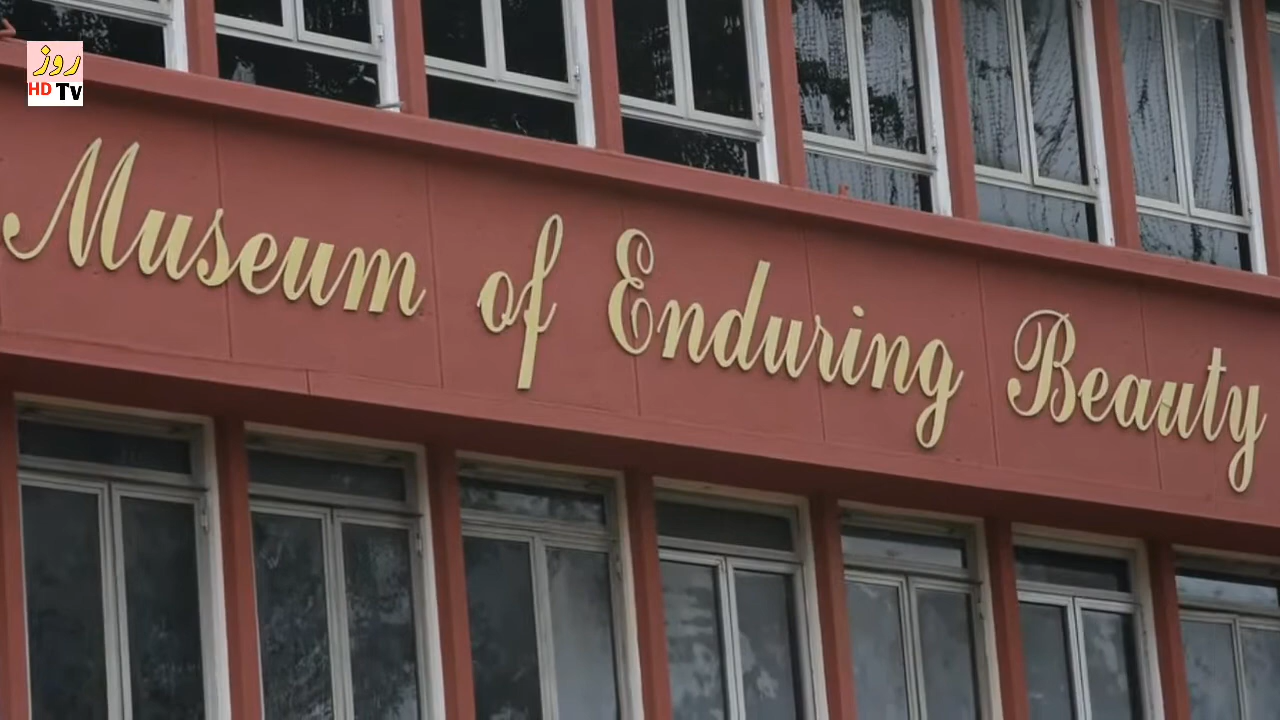 روز
HD Tv
Museum of Enduring Beauty